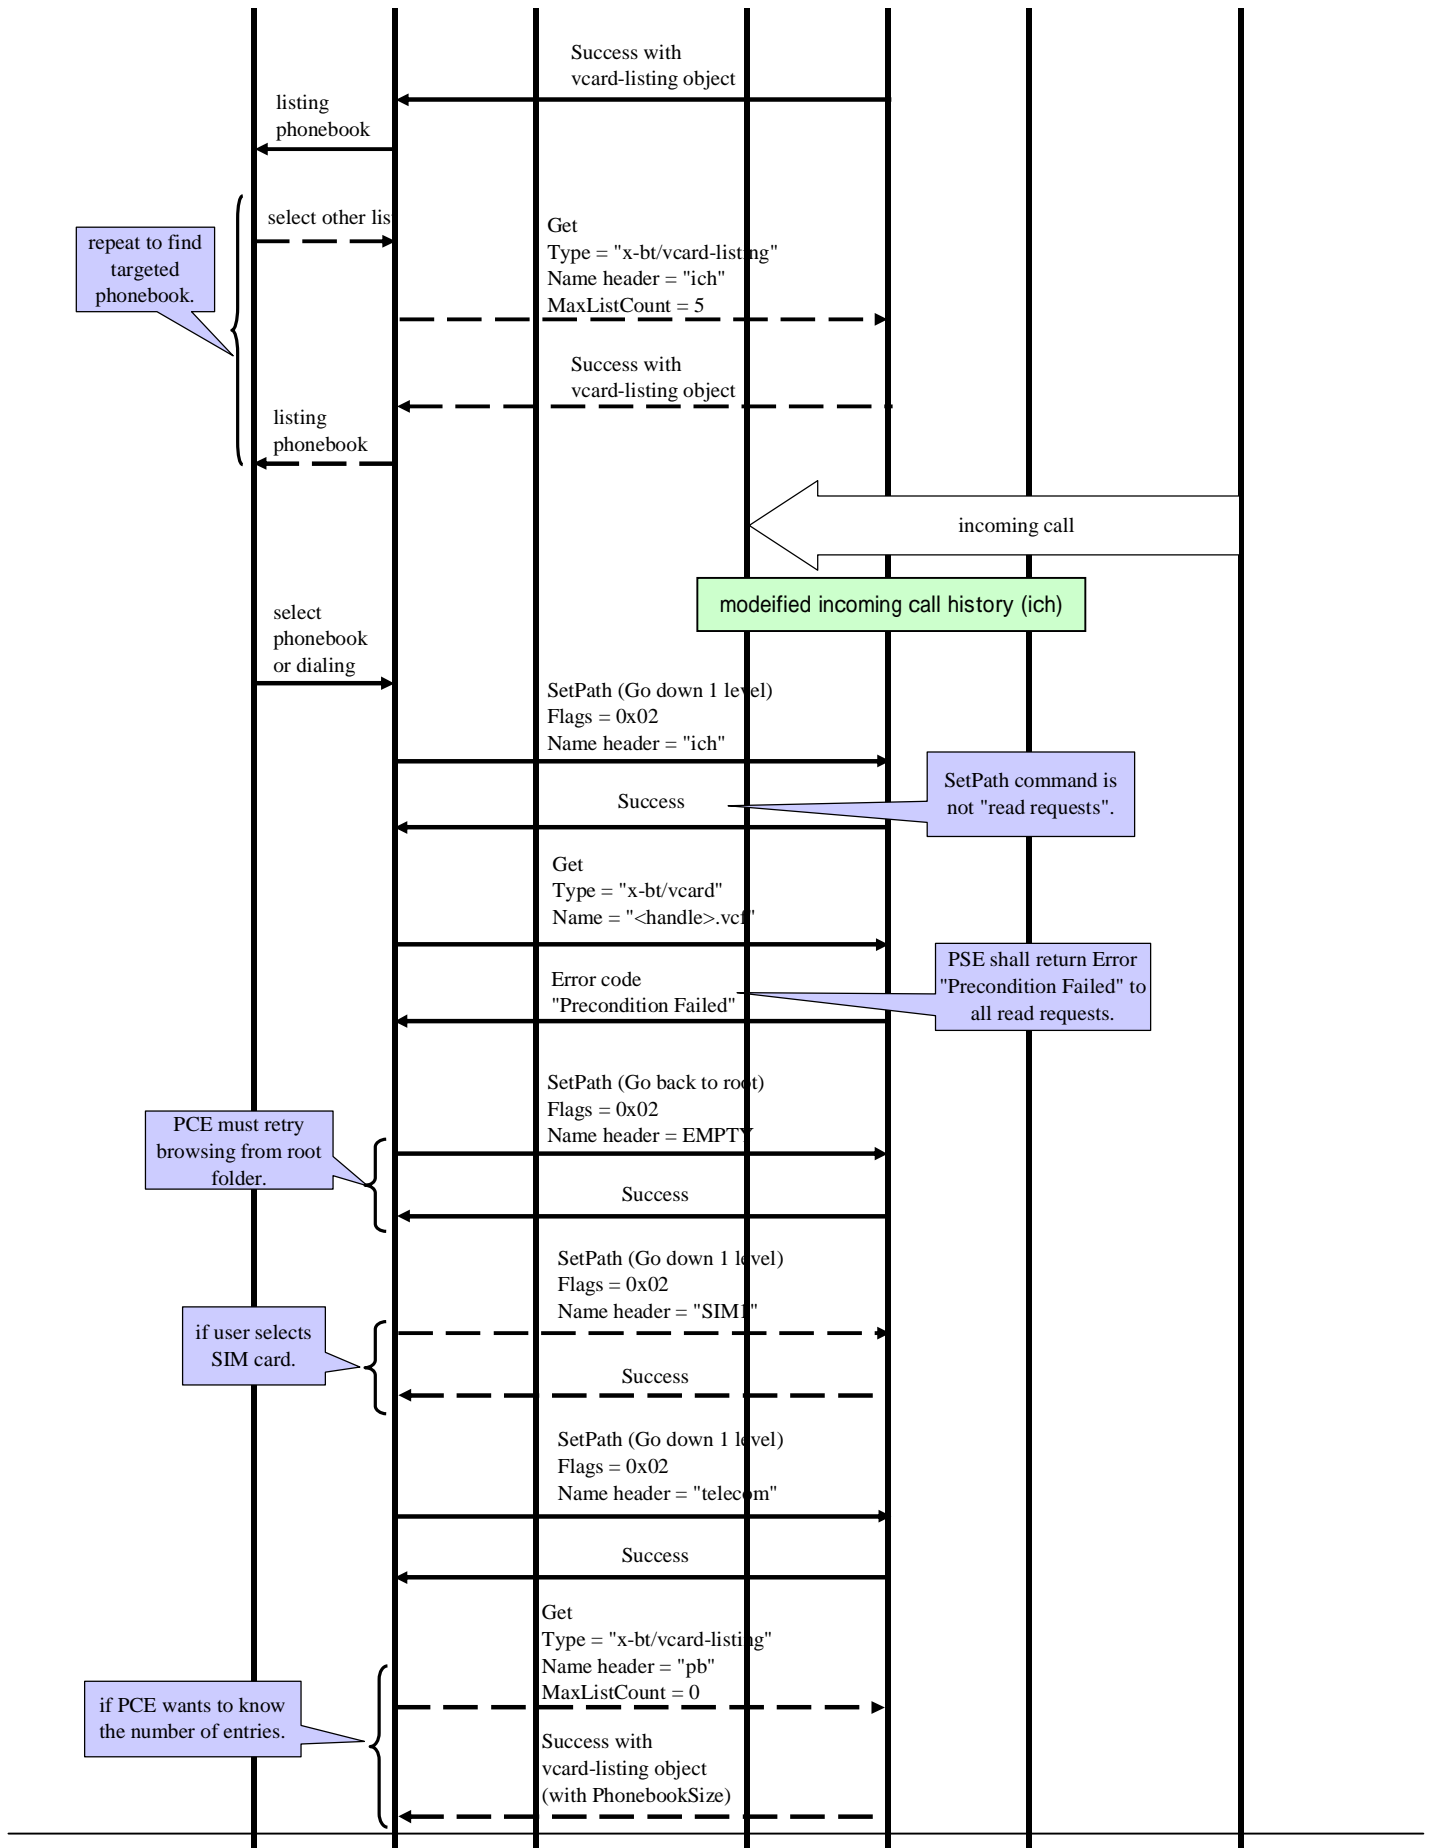 Success with
vcard-listing object
listing
phonebook
select other lis
repeat to find
targeted
phonebook.
Get
Type = "x-bt/vcard-listing"
Name header = "ich"
MaxListCount = 5
Success with
vcard-listing object
listing
phonebook
incoming call
modeified incoming call history (ich)
select
phonebook
or dialing
SetPath (Go down 1 level)
Flags = 0x02
Name header = "ich"
SetPath command is
not "read requests".
Success
Get
Type = "x-bt/vcard"
Name = "<handle>.vcf"
PSE shall return Error
"Precondition Failed" to
all read requests.
Error code
"Precondition Failed"
SetPath (Go back to root)
Flags = 0x02
Name header = EMPTY
PCE must retry
browsing from root
folder.
Success
SetPath (Go down 1 level)
Flags = 0x02
Name header = "SIM1"
if user selects
SIM card.
Success
SetPath (Go down 1 level)
Flags = 0x02
Name header = "telecom"
Success
Get
Type = "x-bt/vcard-listing"
Name header = "pb"
MaxListCount = 0
if PCE wants to know
the number of entries.
Success with
vcard-listing object
(with PhonebookSize)